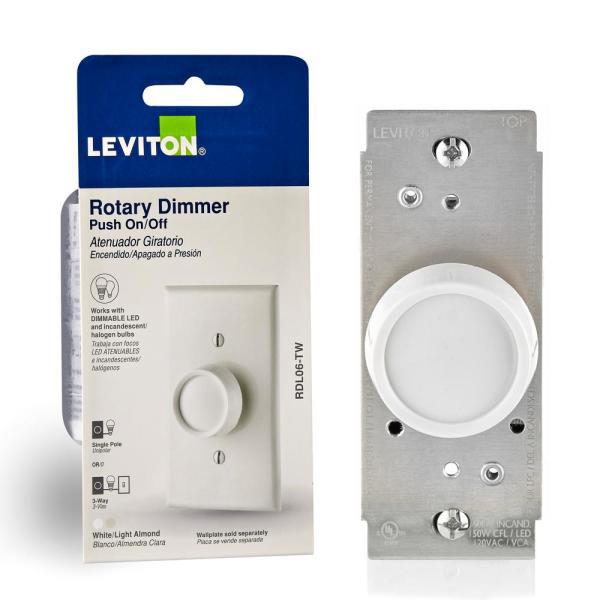 LEVITON®
Rotary Dimmer
Push On/Off
Atenuador Giratorio
Encendido/Apagado a Presión
Works with
DIMMABLE LED
and incandescent/
halogen bulbs
Trabaja con focos
LED ATENUABLES
e incandescentes/
halógenos
RDL06-TW
Single Pole
Unipolar
OR/O
3-Way
3-Vías
White/Light Almond
Blanco/Almendra Clara
Wallplate sold separately
Placa se vende separada
LEVITON
TOP
FOR
UL
INCAND.
150W CFL / LED
120VAC / VCA